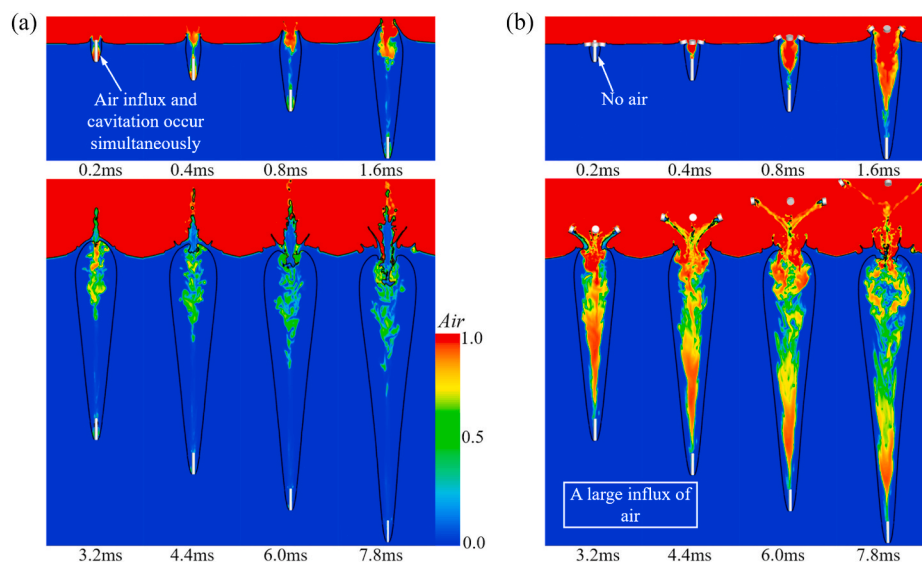 (a)
Air influx and
cavitation occur
simultaneously
0.2ms 0.4ms 0.8ms 1.6ms
Air
1.0
0.5
0.0
3.2ms 4.4ms 6.0ms 7.8ms
(b)
No air
0.2ms 0.4ms 0.8ms 1.6ms
A large influx of
air
3.2ms 4.4ms 6.0ms 7.8ms